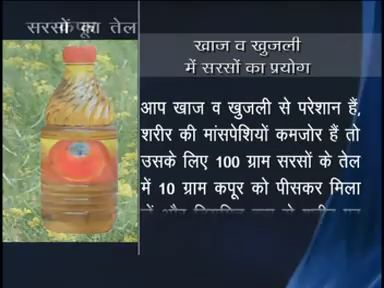 सरसों का तेल
खाज व खुजली
में सरसों का प्रयोग
आप खाज व खुजली से परेशान हैं,
शरीर की मांसपेशियों कमजोर हैं तो
उसके लिए 100 ग्राम सरसों के तेल
में 10 ग्राम कपूर को पीसकर मिला